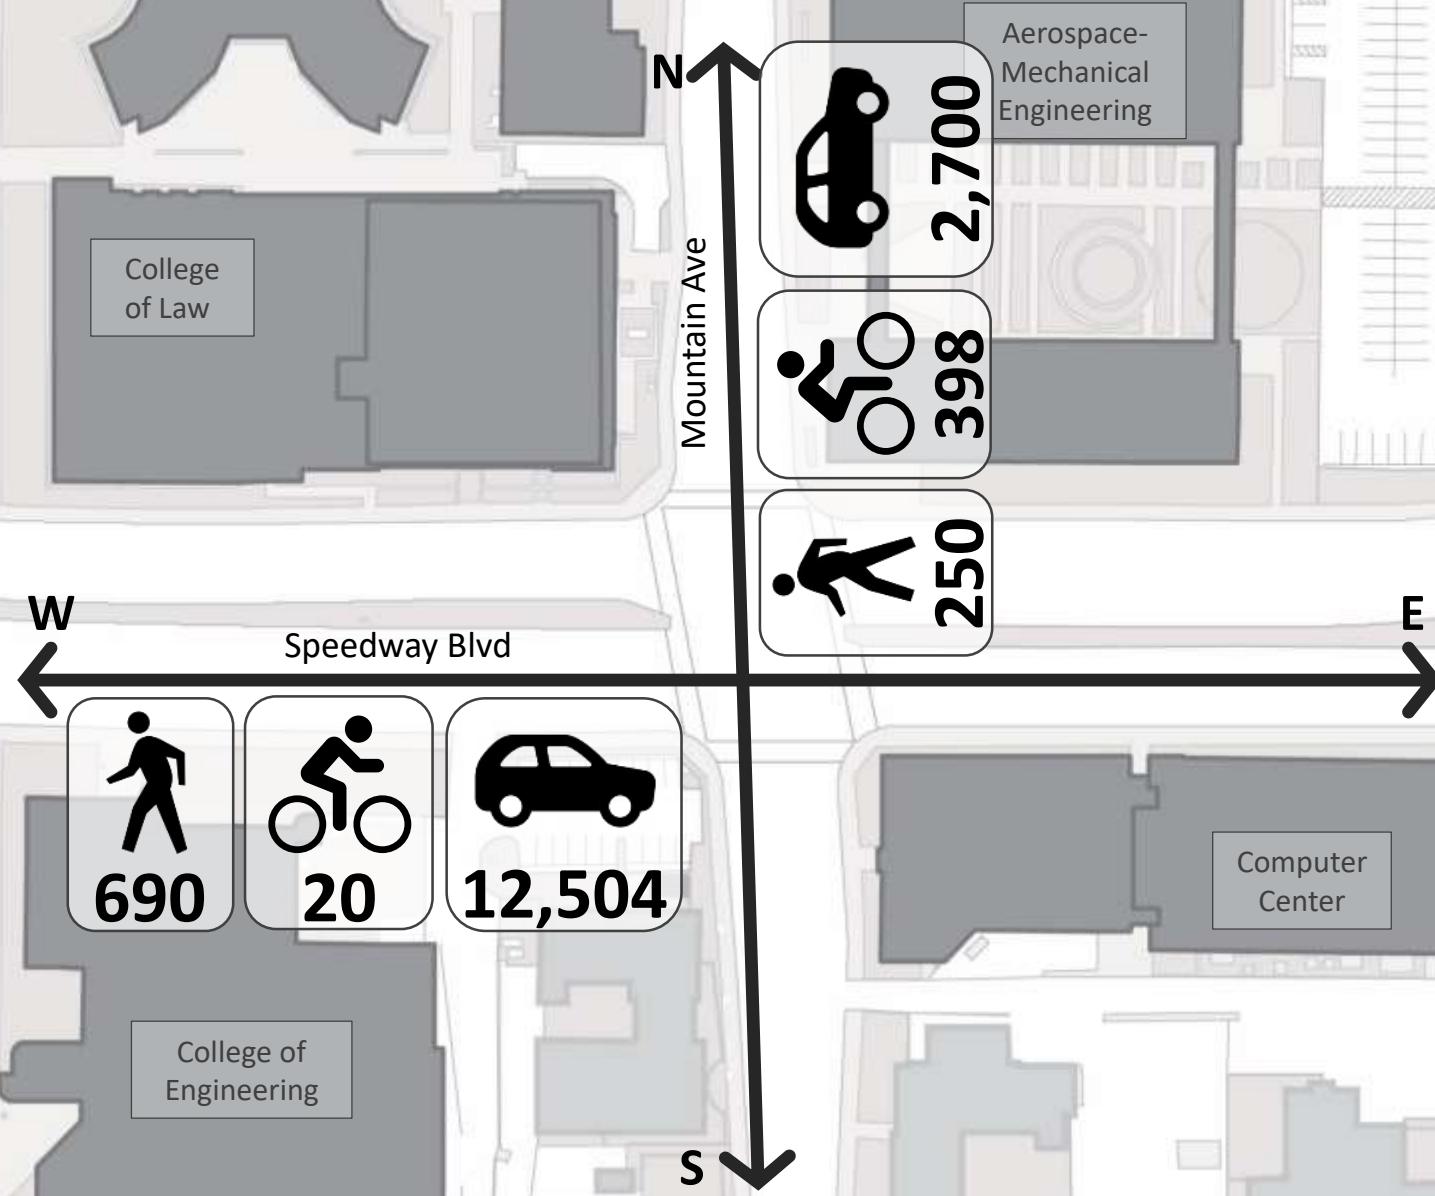 N
Aerospace-
Mechanical
Engineering
2,700
College
of Law
Mountain Ave
398
250
W
E
Speedway Blvd
690
20
12,504
Computer
Center
College of
Engineering
S